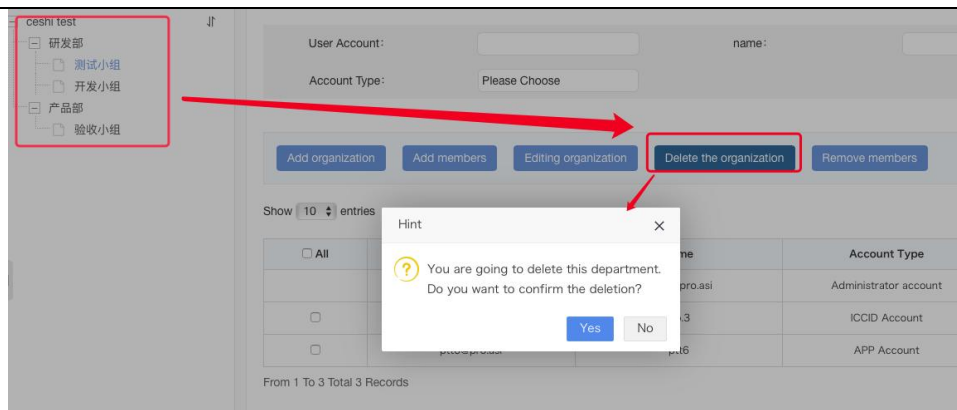 ceshi test
研发部
测试小组
开发小组
产品部
验收小组
User Account:
name:
Account Type:
Please Choose
Add organization
Add members
Editing organization
Delete the organization
Remove members
Show 10 entries
Hint
You are going to delete this department.
Do you want to confirm the deletion?
Yes
No
All
me
Account Type
pro.asi
Administrator account
.3
ICCID Account
ptt6
APP Account
From 1 To 3 Total 3 Records